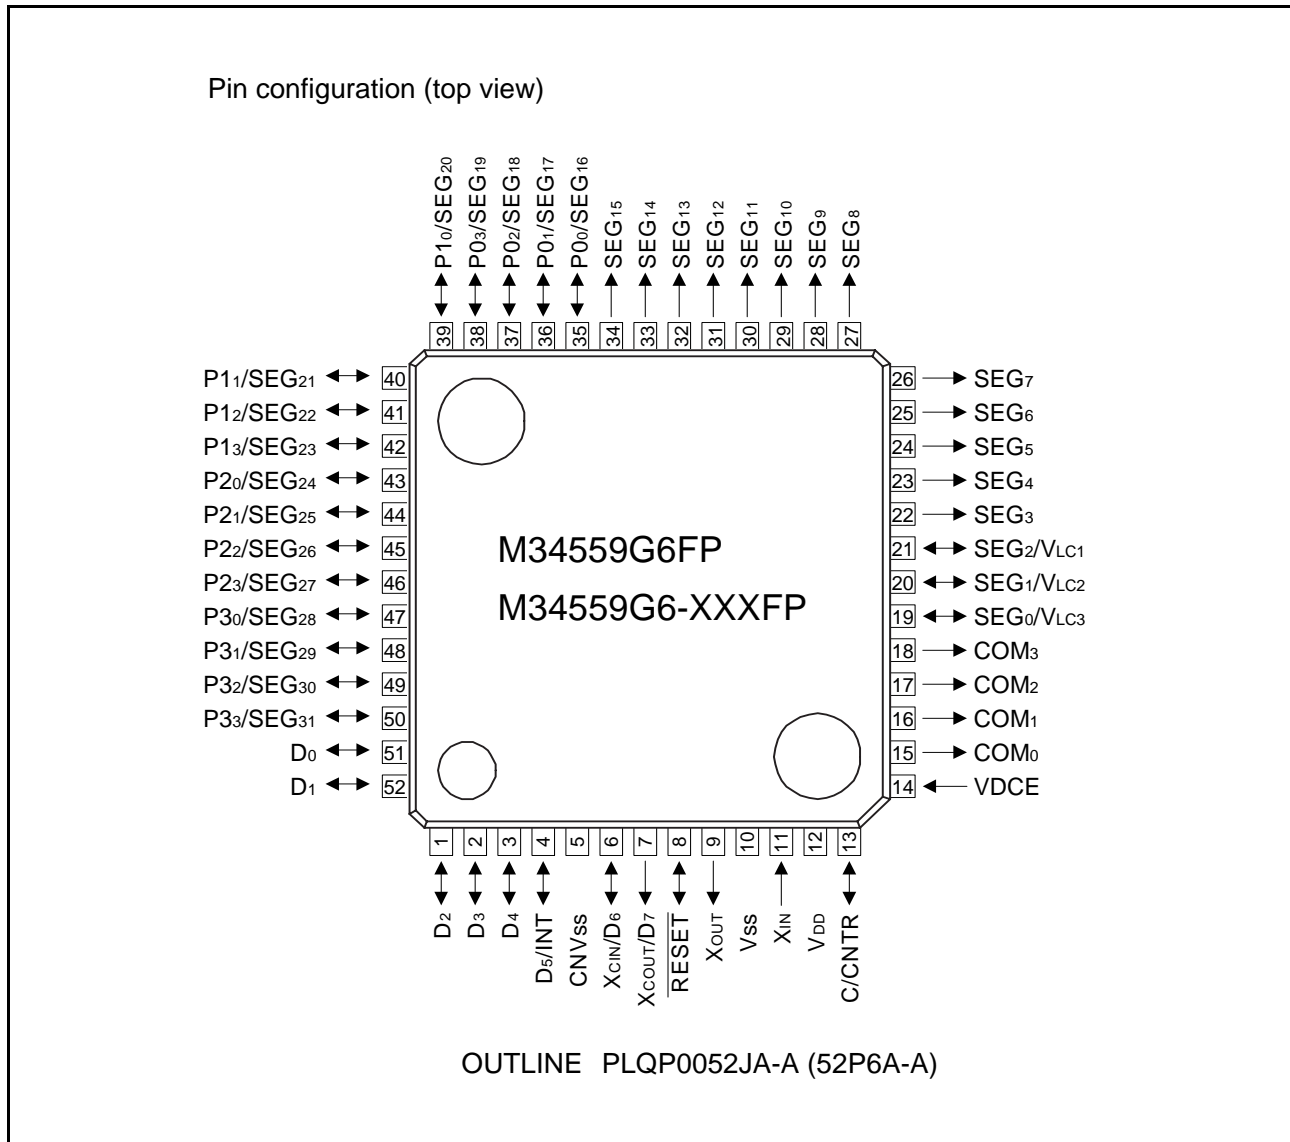 Pin configuration (top view)
P10/SEG20
P03/SEG19
P02/SEG18
P01/SEG17
P00/SEG16
SEG15
SEG14
SEG13
SEG12
SEG11
SEG10
SEG9
SEG8
39 38 37 36 35 34 33 32 31 30 29 28 27
P11/SEG21 40
P12/SEG22 41
P13/SEG23 42
P20/SEG24 43
P21/SEG25 44
P22/SEG26 45
P23/SEG27 46
P30/SEG28 47
P31/SEG29 48
P32/SEG30 49
P33/SEG31 50
D0 51
D1 52
M34559G6FP
M34559G6-XXXFP
26 SEG7
25 SEG6
24 SEG5
23 SEG4
22 SEG3
21 SEG2/VLC1
20 SEG1/VLC2
19 SEG0/VLC3
18 COM3
17 COM2
16 COM1
15 COM0
14 VDCE
1 2 3 4 5 6 7 8 9 10 11 12 13
D2
D3
D4
D5/INT
CNVss
XCIN/D6
XCOUT/D7
RESET
XOUT
Vss
XIN
VDD
C/CNTR
OUTLINE PLQP0052JA-A (52P6A-A)